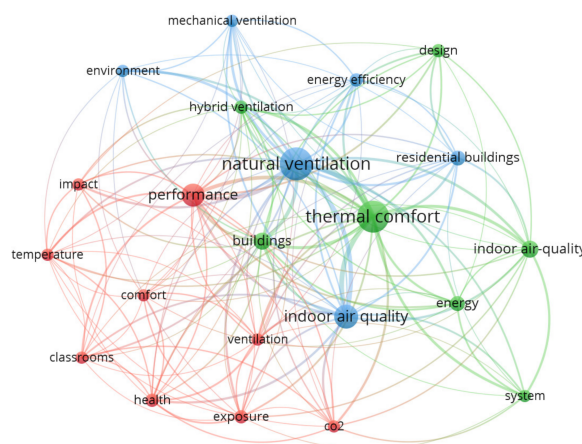 mechanical ventilation
design
environment
energy efficiency
hybrid ventilation
natural ventilation
residential buildings
impact
performance
thermal comfort
buildings
indoor air-quality
temperature
comfort
energy
indoor air quality
ventilation
classrooms
health
system
exposure
co2